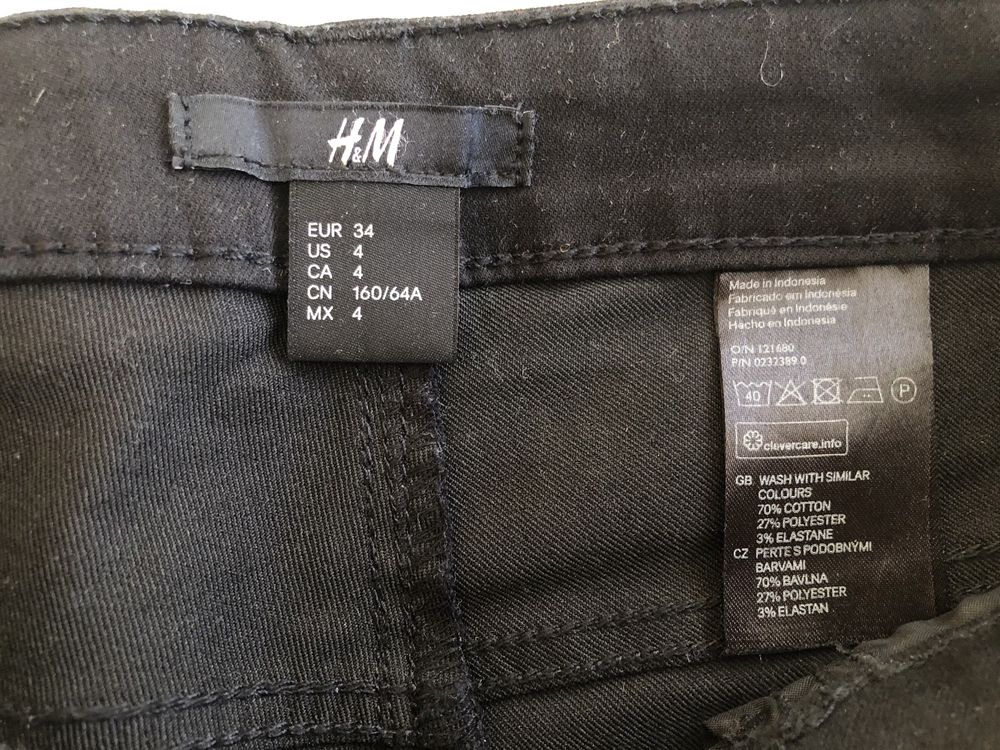 H&M
EUR 34
US 4
CA 4
CN 160/64A
MX 4
Made in Indonesia
Fabricado em Indonésia
Fabriqué en Indonésie
Hecho en Indonesia
O/N 121680
P/N 0232389.0
40
P
clevercare.info
GB WASH WITH SIMILAR
COLOURS
70% COTTON
27% POLYESTER
3% ELASTANE
CZ PERTE S PODOBNÝMI
BARVAMI
70% BAVLNA
27% POLYESTER
3% ELASTAN